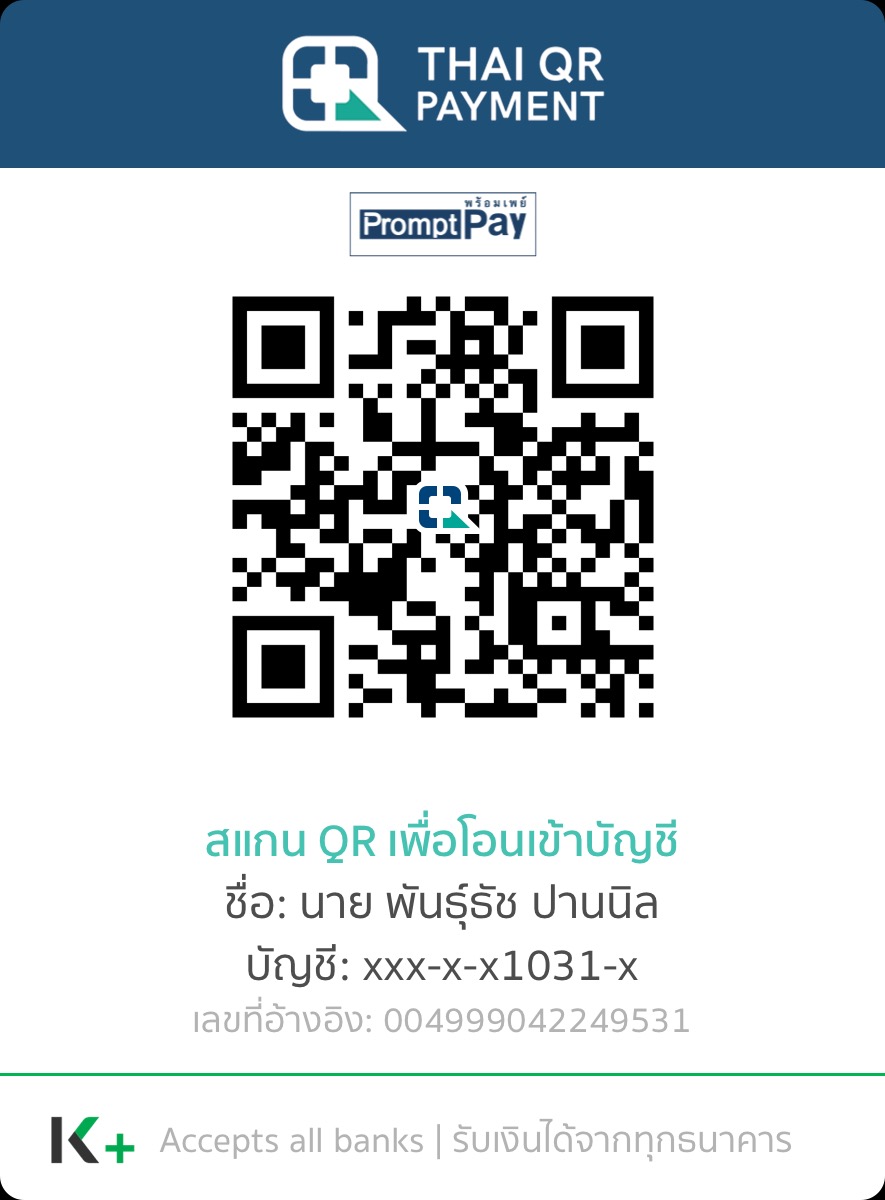 THAI QR
PAYMENT
พร้อมเพย์
PromptPay
สแกน QR เพื่อโอนเข้าบัญชี
ชื่อ: นาย พันธุ์ธัช ปานนิล
บัญชี: xxx-x-x1031-x
เลขที่อ้างอิง: 004999042249531
K+ Accepts all banks | รับเงินได้จากทุกธนาคาร